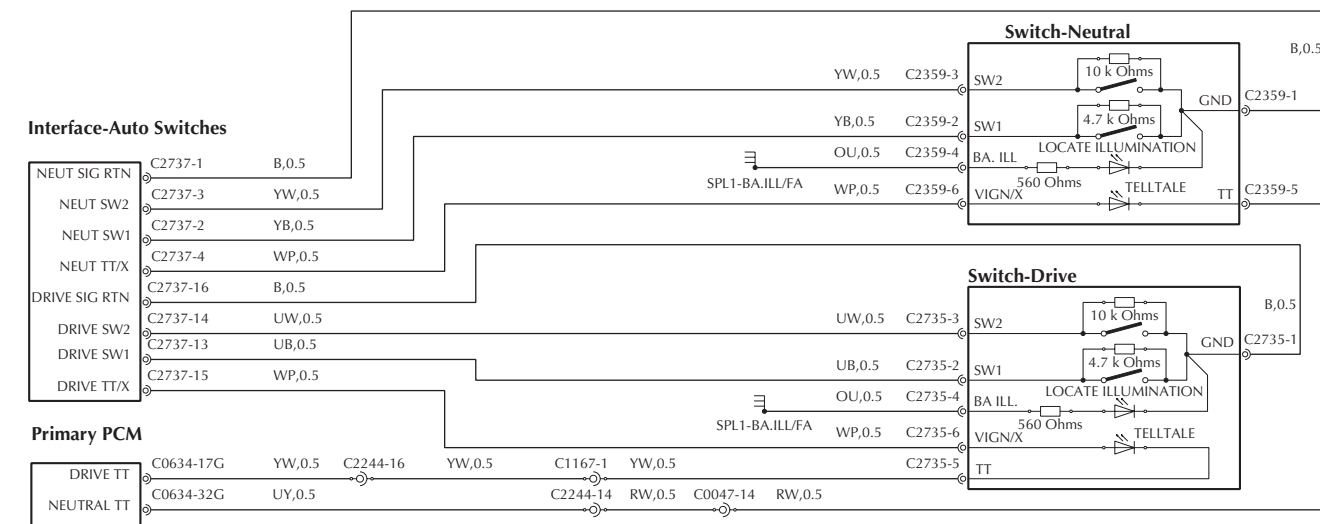 Switch-Neutral
B,0.5
YW,0.5 C2359-3 SW2 10 k Ohms
GND C2359-1
YB,0.5 C2359-2 SW1 4.7 k Ohms
LOCATE ILLUMINATION
OU,0.5 C2359-4 BA. ILL
SPL1-BA.ILL/FA 560 Ohms
WP,0.5 C2359-6 VIGN/X TELLTALE TT C2359-5
Interface-Auto Switches
NEUT SIG RTN C2737-1 B,0.5
NEUT SW2 C2737-3 YW,0.5
NEUT SW1 C2737-2 YB,0.5
NEUT TT/X C2737-4 WP,0.5
DRIVE SIG RTN C2737-16 B,0.5
DRIVE SW2 C2737-14 UW,0.5
DRIVE SW1 C2737-13 UB,0.5
DRIVE TT/X C2737-15 WP,0.5
Switch-Drive
B,0.5
UW,0.5 C2735-3 SW2 10 k Ohms
GND C2735-1
UB,0.5 C2735-2 SW1 4.7 k Ohms
LOCATE ILLUMINATION
OU,0.5 C2735-4 BA ILL.
SPL1-BA.ILL/FA 560 Ohms
WP,0.5 C2735-6 VIGN/X TELLTALE
Primary PCM
DRIVE TT C0634-17G YW,0.5 C2244-16 YW,0.5 C1167-1 YW,0.5 C2735-5 TT
NEUTRAL TT C0634-32G UY,0.5 C2244-14 RW,0.5 C0047-14 RW,0.5